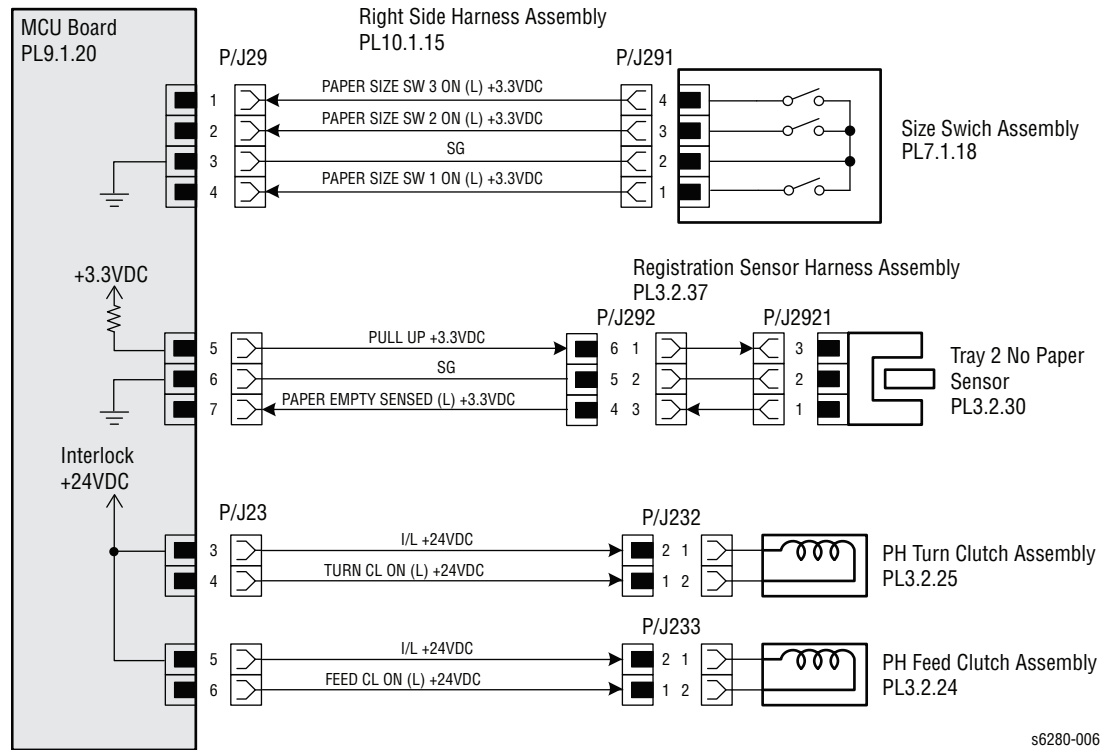 MCU Board
PL9.1.20
Right Side Harness Assembly
PL10.1.15
P/J29
P/J291
1
PAPER SIZE SW 3 ON (L) +3.3VDC
4
2
PAPER SIZE SW 2 ON (L) +3.3VDC
3
3
SG
2
4
PAPER SIZE SW 1 ON (L) +3.3VDC
1
Size Swich Assembly
PL7.1.18
+3.3VDC
Registration Sensor Harness Assembly
PL3.2.37
P/J292
P/J2921
5
PULL UP +3.3VDC
6 1
3
6
SG
5 2
2
7
PAPER EMPTY SENSED (L) +3.3VDC
4 3
1
Tray 2 No Paper
Sensor
PL3.2.30
Interlock
+24VDC
P/J23
P/J232
3
I/L +24VDC
2 1
4
TURN CL ON (L) +24VDC
1 2
PH Turn Clutch Assembly
PL3.2.25
P/J233
5
I/L +24VDC
2 1
6
FEED CL ON (L) +24VDC
1 2
PH Feed Clutch Assembly
PL3.2.24
s6280-006